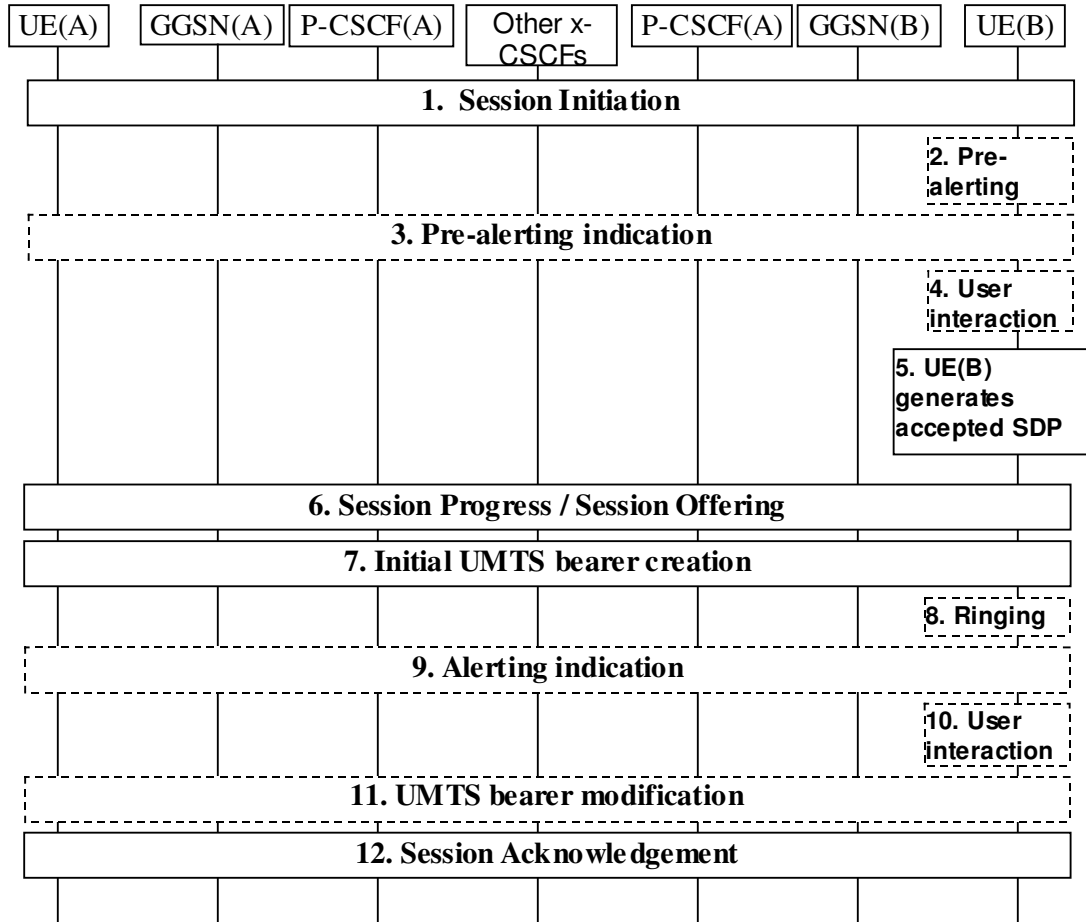 UE(A) GGSN(A) P-CSCF(A) Other x- P-CSCF(A) GGSN(B) UE(B)
CSCFs
1. Session Initiation
2. Pre-
alerting
3. Pre-alerting indication
4. User
interaction
5. UE(B)
generates
accepted SDP
6. Session Progress / Session Offering
7. Initial UMTS bearer creation
8. Ringing
9. Alerting indication
10. User
interaction
11. UMTS bearer modification
12. Session Acknowledgement